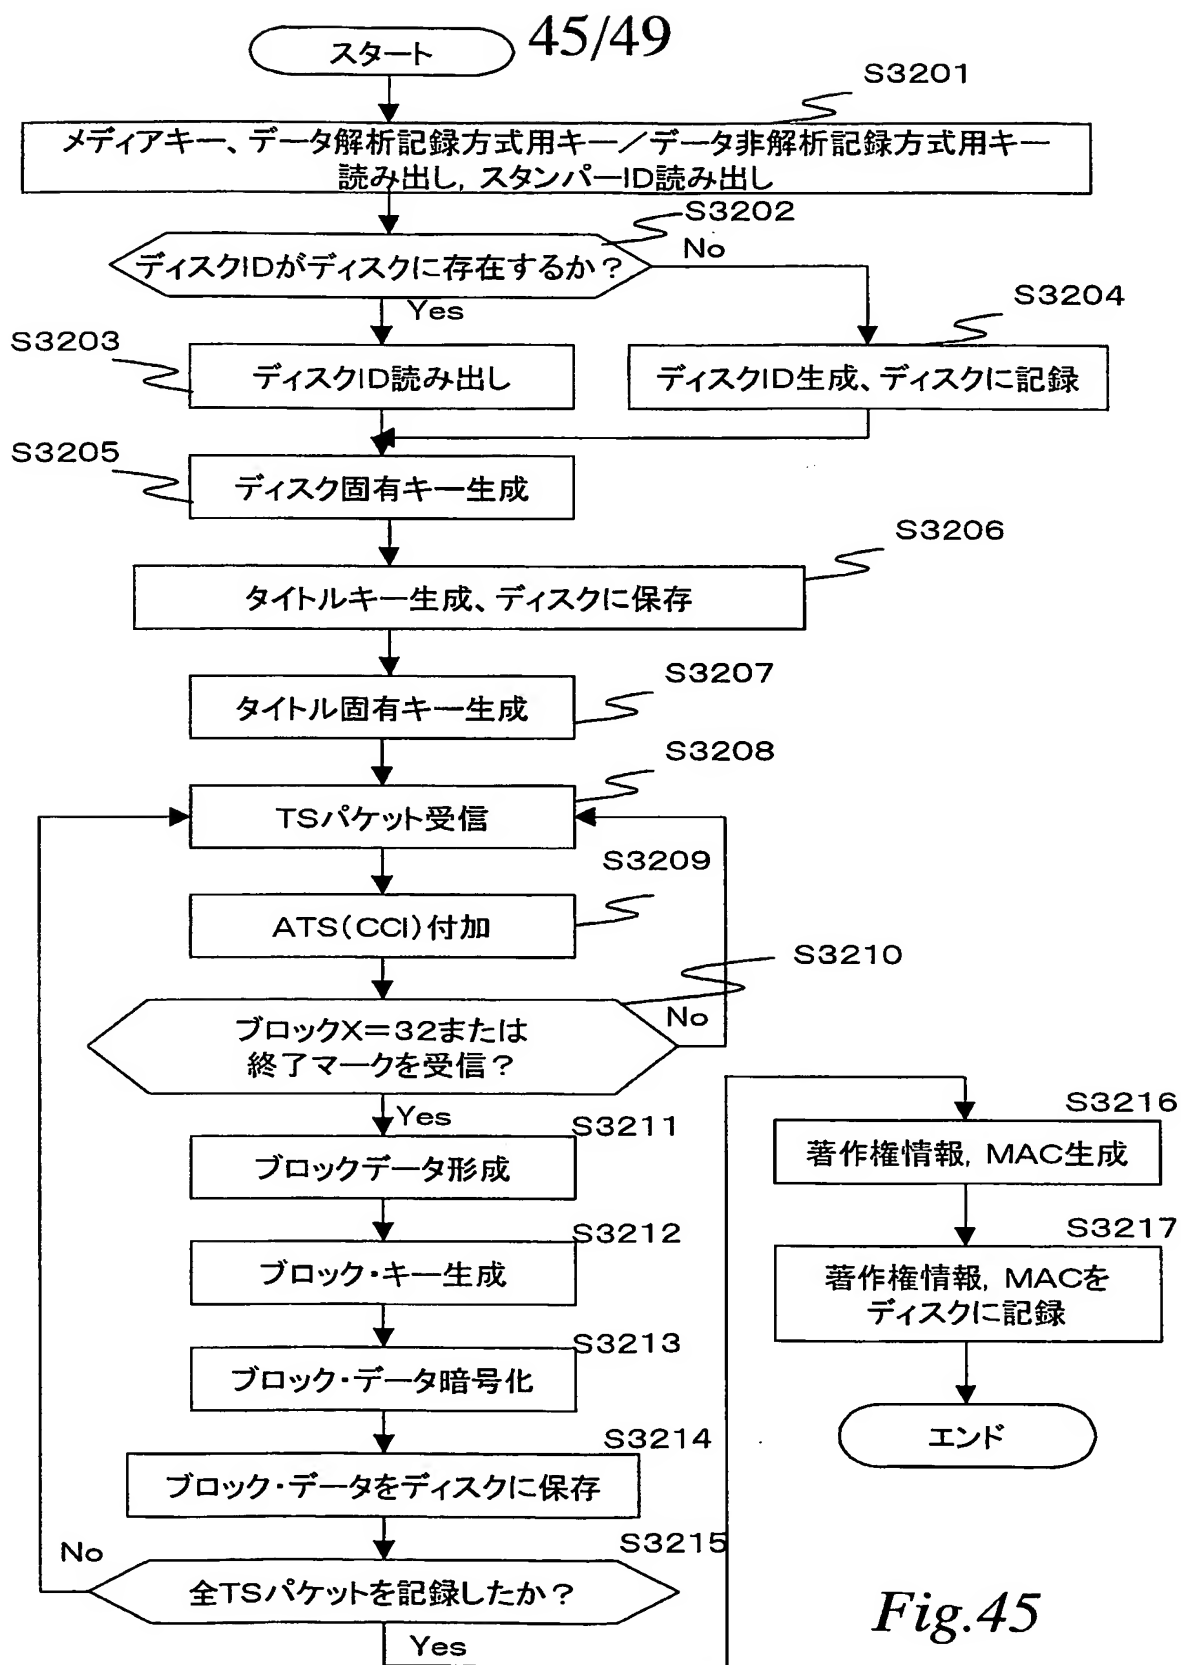 45/49
スタート
S3201
メディアキー、データ解析記録方式用キー／データ非解析記録方式用キー
読み出し, スタンパーID読み出し
S3202
ディスクIDがディスクに存在するか？
No
Yes
S3203
ディスクID読み出し
S3204
ディスクID生成、ディスクに記録
S3205
ディスク固有キー生成
S3206
タイトルキー生成、ディスクに保存
S3207
タイトル固有キー生成
S3208
TSパケット受信
S3209
ATS(CCI)付加
S3210
ブロックX＝32または
終了マークを受信？
No
Yes
S3211
ブロックデータ形成
S3212
ブロック・キー生成
S3213
ブロック・データ暗号化
S3214
ブロック・データをディスクに保存
S3215
No
全TSパケットを記録したか？
Yes
S3216
著作権情報, MAC生成
S3217
著作権情報, MACを
ディスクに記録
エンド
Fig.45